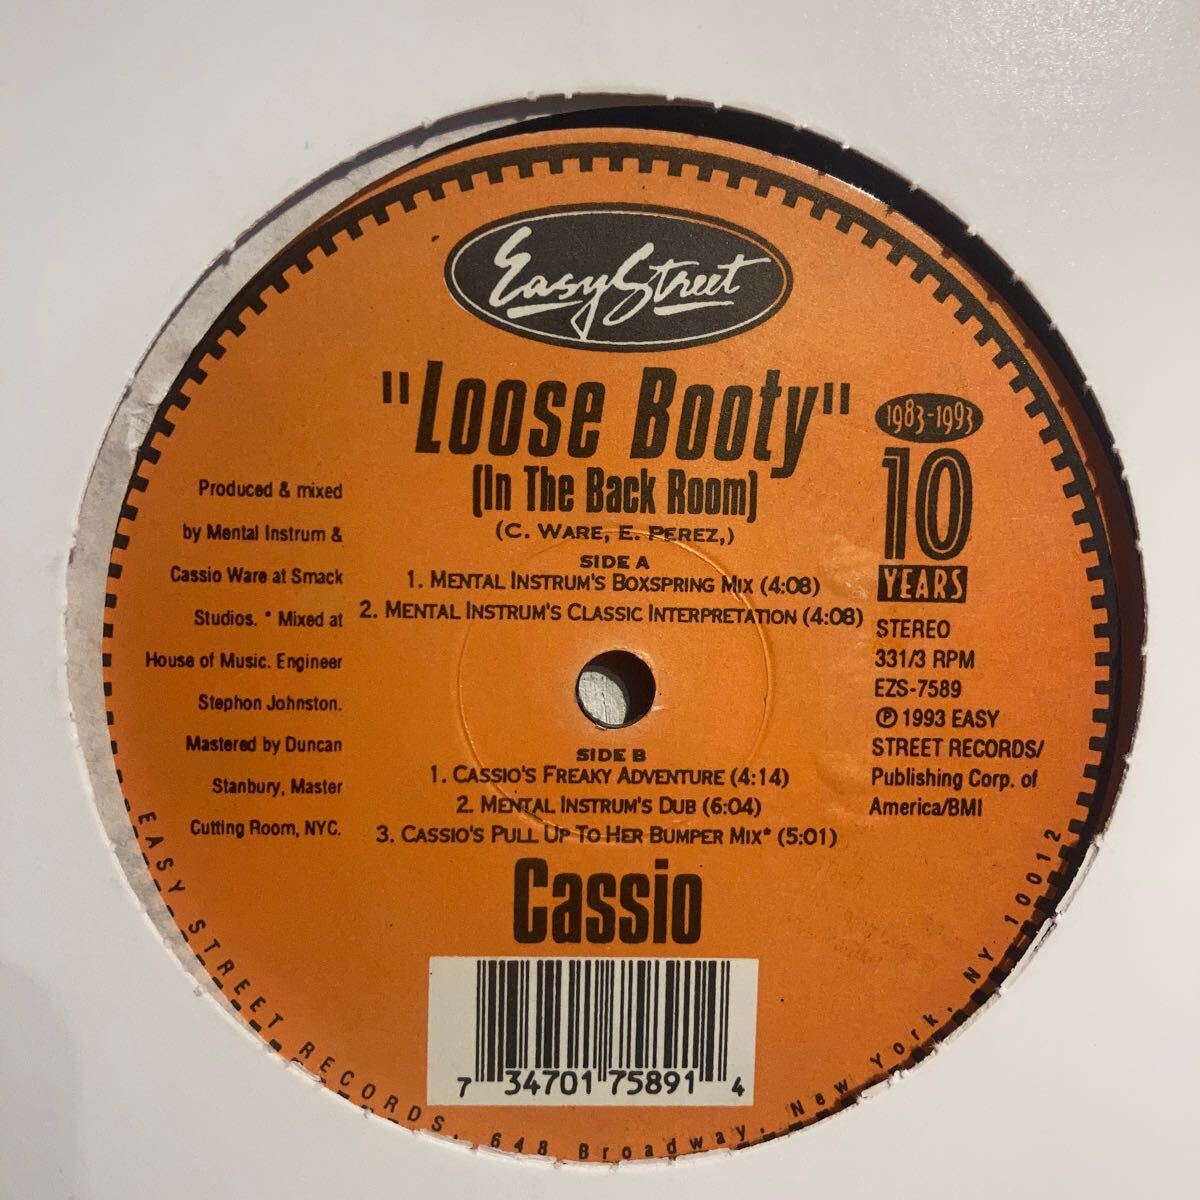 Easy Street
"Loose Booty"
(In The Back Room)
(C. WARE, E. PEREZ,)
1983-1993
10
YEARS
Produced & mixed
by Mental Instrum &
Cassio Ware at Smack
Studios. * Mixed at
House of Music. Engineer
Stephon Johnston.
Mastered by Duncan
Stanbury, Master
Cutting Room, NYC.
SIDE A
1. MENTAL INSTRUM'S BOXSPRING MIX (4:08)
2. MENTAL INSTRUM'S CLASSIC INTERPRETATION (4:08)
STEREO
331/3 RPM
EZS-7589
℗ 1993 EASY
STREET RECORDS/
Publishing Corp. of
America/BMI
SIDE B
1. CASSIO'S FREAKY ADVENTURE (4:14)
2. MENTAL INSTRUM'S DUB (6:04)
3. CASSIO'S PULL UP TO HER BUMPER MIX* (5:01)
Cassio
7 34701 75891 4
EASY STREET RECORDS, 648 Broadway, New York, NY 10012